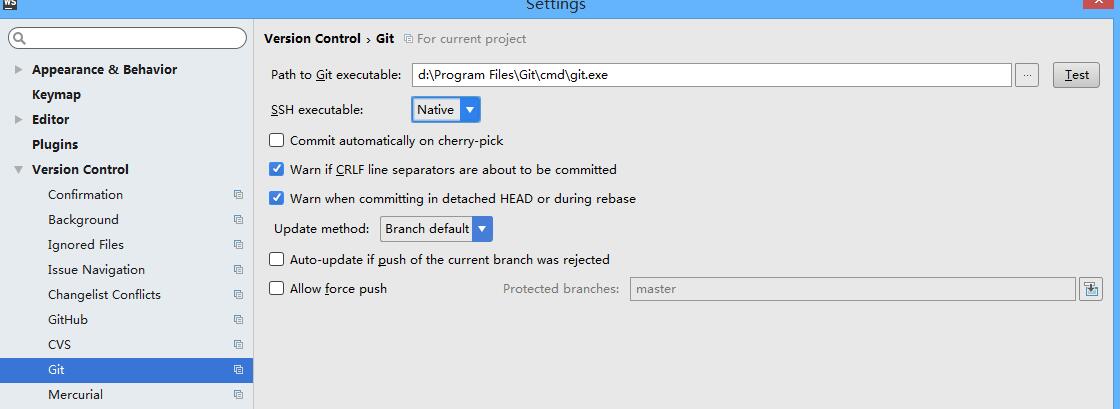 WS
Settings
Version Control › Git For current project
Appearance & Behavior
Keymap
Editor
Plugins
Version Control
Confirmation
Background
Ignored Files
Issue Navigation
Changelist Conflicts
GitHub
CVS
Git
Mercurial
Path to Git executable: d:\Program Files\Git\cmd\git.exe ... Test
SSH executable: Native
Commit automatically on cherry-pick
Warn if CRLF line separators are about to be committed
Warn when committing in detached HEAD or during rebase
Update method: Branch default
Auto-update if push of the current branch was rejected
Allow force push Protected branches: master